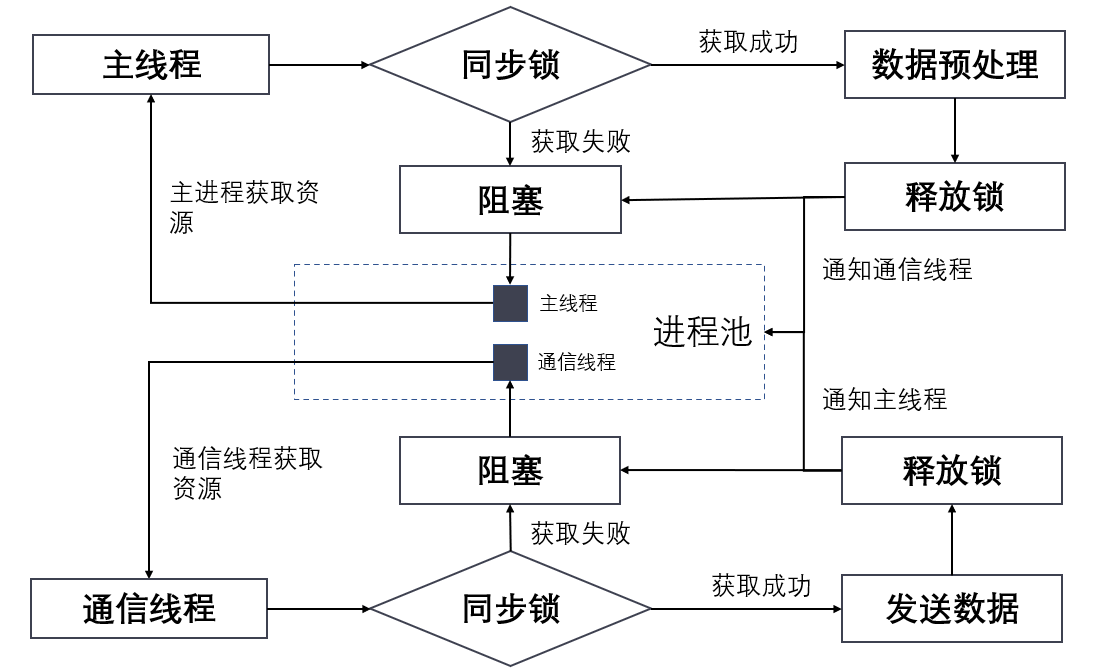 主线程
同步锁
获取成功
数据预处理
获取失败
主进程获取资
源
阻塞
释放锁
通知通信线程
主线程
进程池
通信线程
通知主线程
通信线程获取
资源
阻塞
释放锁
获取失败
通信线程
同步锁
获取成功
发送数据